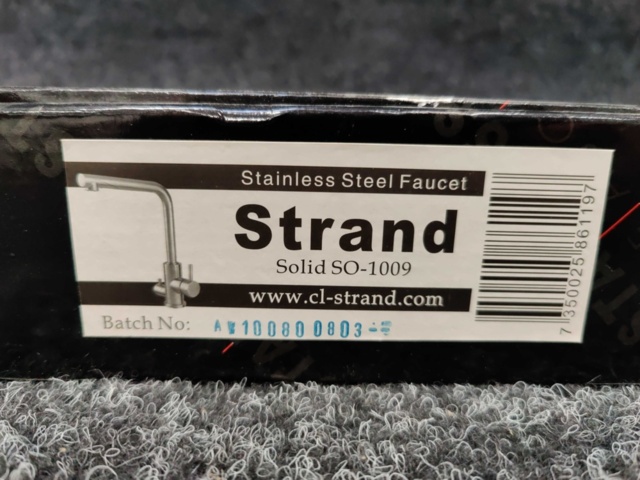 Stainless Steel Faucet
Strand
Solid SO-1009
www.cl-strand.com
Batch No:
7350025861197